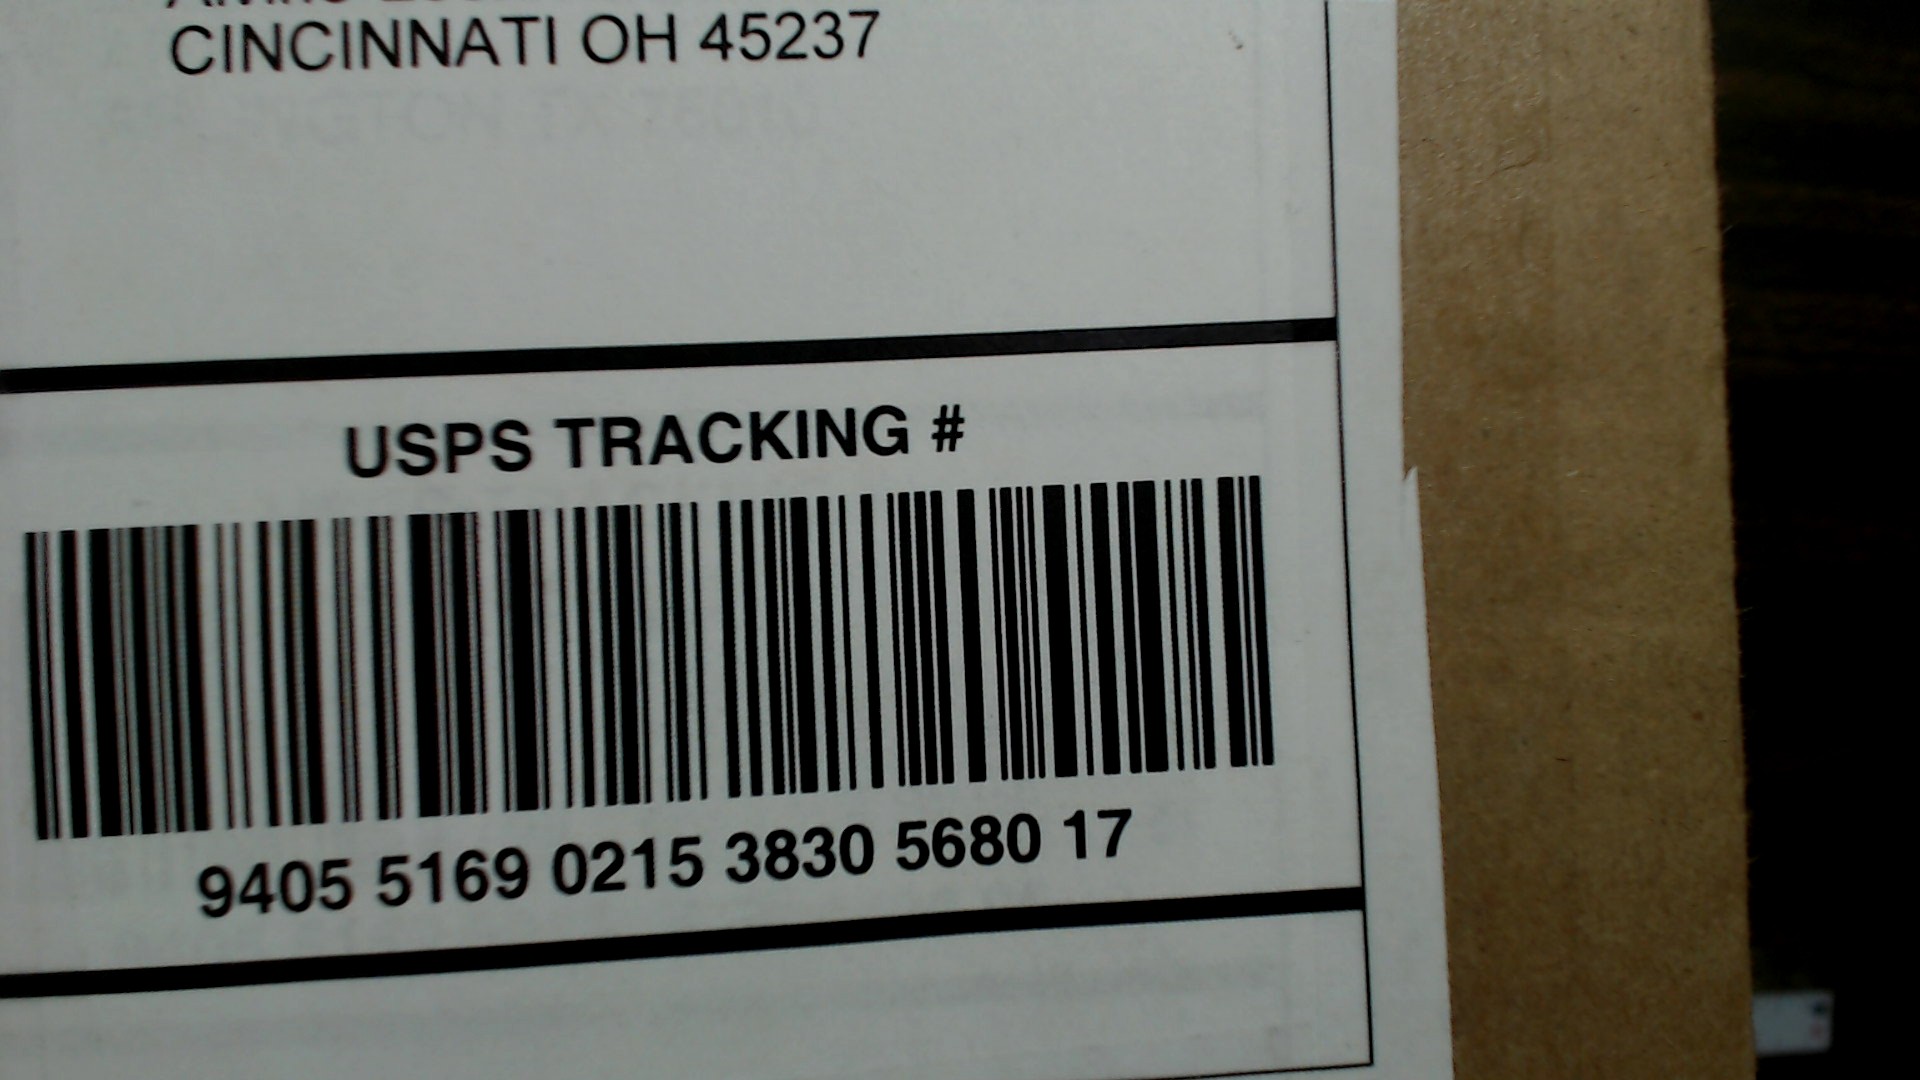 CINCINNATI OH 45237
USPS TRACKING #
9405 5169 0215 3830 5680 17